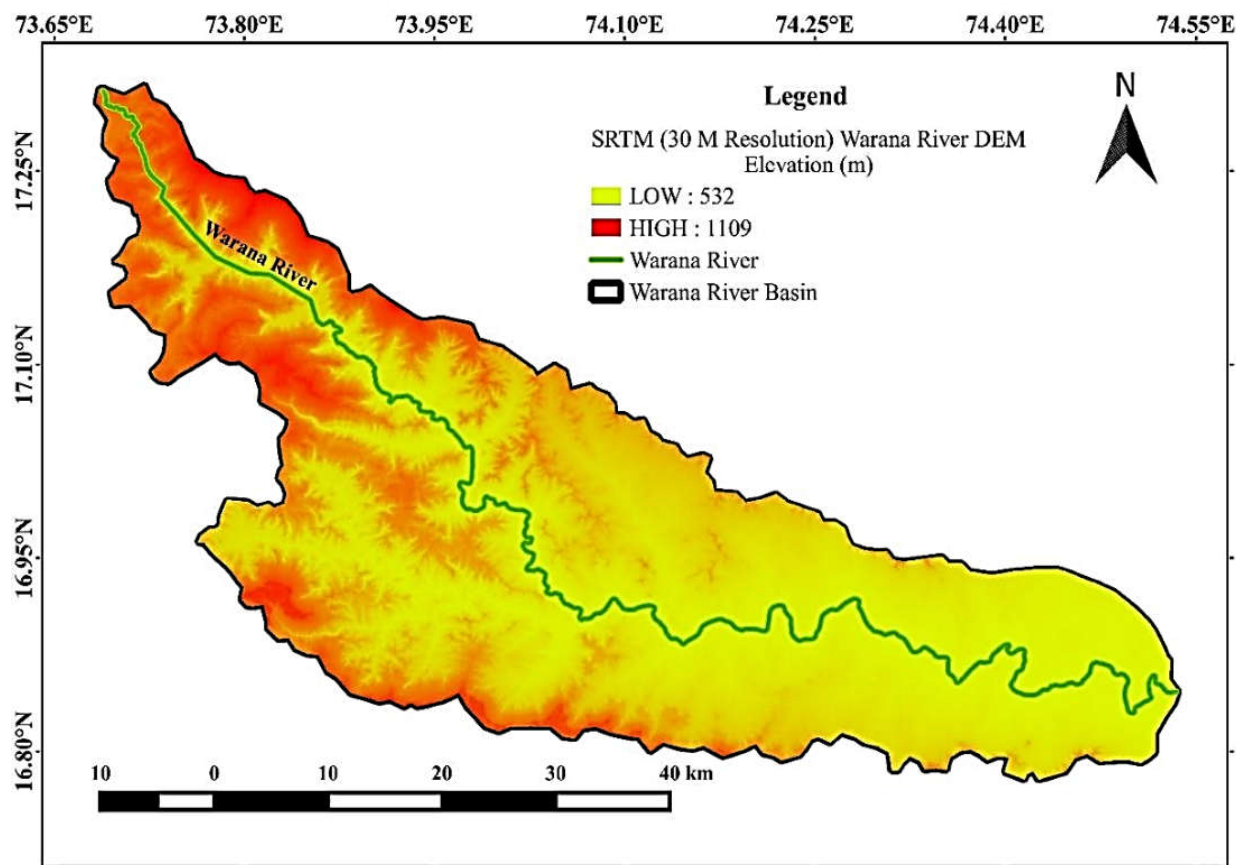 73.65°E 73.80°E 73.95°E 74.10°E 74.25°E 74.40°E 74.55°E
17.25°N
17.10°N
16.95°N
16.80°N
Legend
SRTM (30 M Resolution) Warana River DEM
Elevation (m)
LOW : 532
HIGH : 1109
Warana River
Warana River Basin
N
Warana River
10 0 10 20 30 40 km